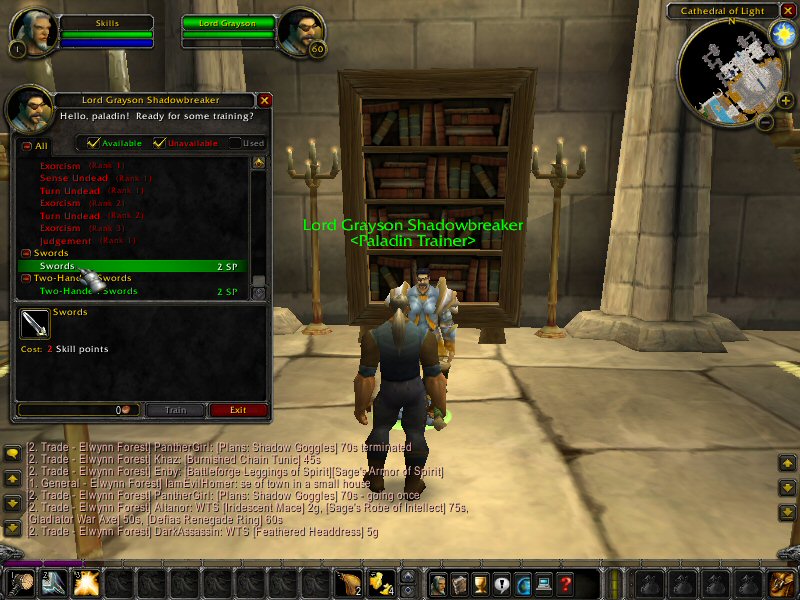 Skills
1
Lord Grayson
60
Cathedral of Light
N
Lord Grayson Shadowbreaker
Hello, paladin! Ready for some training?
All
Available
Unavailable
Used
Exorcism (Rank 1)
Sense Undead (Rank 1)
Turn Undead (Rank 1)
Exorcism (Rank 2)
Turn Undead (Rank 2)
Exorcism (Rank 3)
Judgement (Rank 1)
Swords
Swords 2 SP
Two-Hande Swords
Two-Hande Swords 2 SP
Swords
Cost: 2 Skill points
0
Train
Exit
Lord Grayson Shadowbreaker
<Paladin Trainer>
[2. Trade - Elwynn Forest] PantherGirl: [Plans: Shadow Goggles] 70s terminated
[2. Trade - Elwynn Forest] Khaz: [Burnished Chain Tunic] 45s
[2. Trade - Elwynn Forest] Enby: [Battleforge Leggings of Spirit][Sage's Armor of Spirit]
[1. General - Elwynn Forest] IamEvilHomer: se of town in a small house
[2. Trade - Elwynn Forest] PantherGirl: [Plans: Shadow Goggles] 70s - going once
[2. Trade - Elwynn Forest] Altanor: WTS [Iridescent Mace] 2g, [Sage's Robe of Intellect] 75s,
[Gladiator War Axe] 50s, [Defias Renegade Ring] 60s
[2. Trade - Elwynn Forest] DarkAssassin: WTS [Feathered Headdress] 5g
2
3
2
2